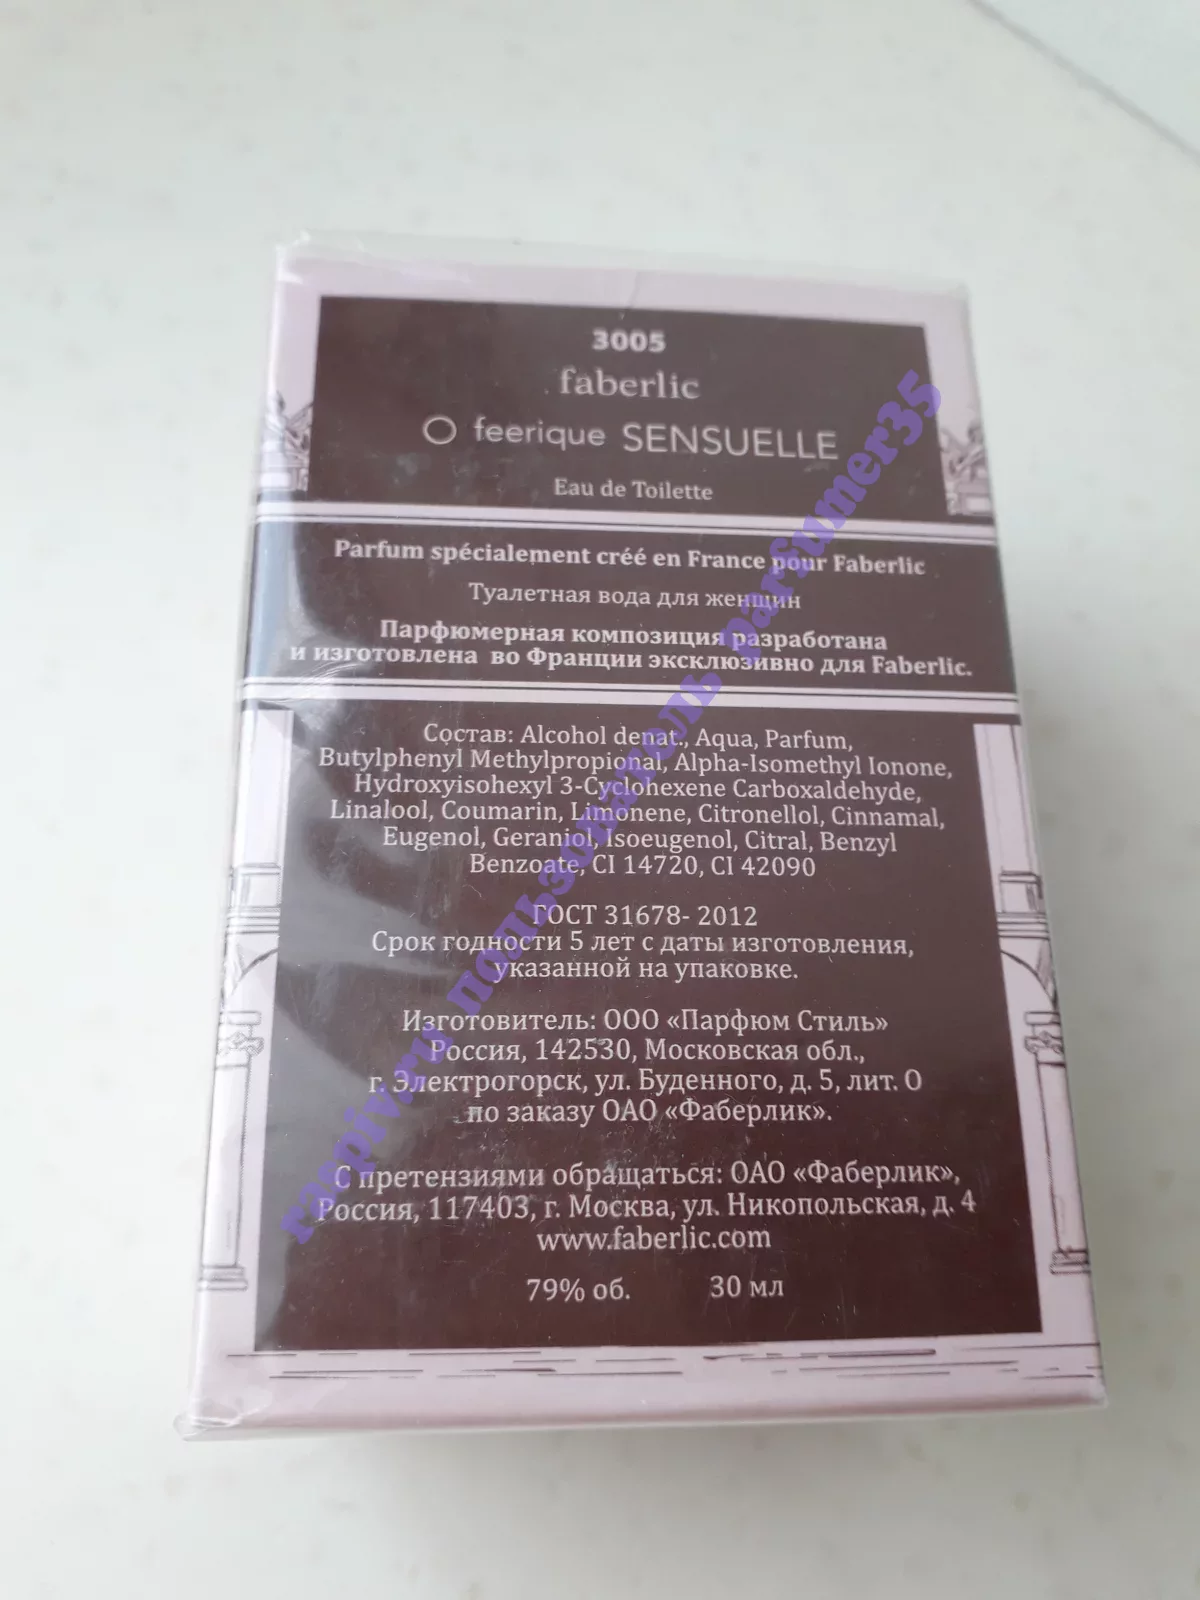 3005
faberlic
O feerique SENSUELLE
Eau de Toilette
Parfum spécialement créé en France pour Faberlic
Туалетная вода для женщин
Парфюмерная композиция разработана
и изготовлена во Франции эксклюзивно для Faberlic.
Состав: Alcohol denat., Aqua, Parfum,
Butylphenyl Methylpropional, Alpha-Isomethyl Ionone,
Hydroxyisohexyl 3-Cyclohexene Carboxaldehyde,
Linalool, Coumarin, Limonene, Citronellol, Cinnamal,
Eugenol, Geraniol, Isoeugenol, Citral, Benzyl
Benzoate, CI 14720, CI 42090
ГОСТ 31678- 2012
Срок годности 5 лет с даты изготовления,
указанной на упаковке.
Изготовитель: ООО «Парфюм Стиль»
Россия, 142530, Московская обл.,
г. Электрогорск, ул. Буденного, д. 5, лит. О
по заказу ОАО «Фаберлик».
С претензиями обращаться: ОАО «Фаберлик»,
Россия, 117403, г. Москва, ул. Никопольская, д. 4
www.faberlic.com
79% об. 30 мл
raspiv.ru пользователь parfumer35